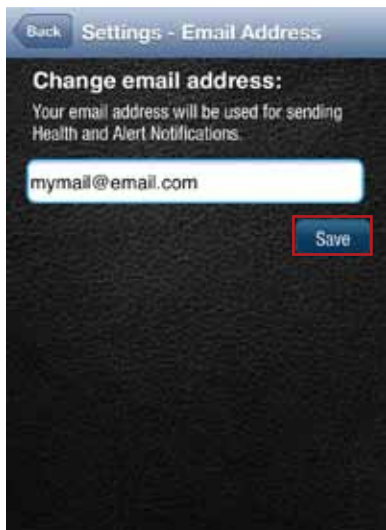 Back Settings - Email Address
Change email address:
Your email address will be used for sending
Health and Alert Notifications.
mymail@email.com
Save